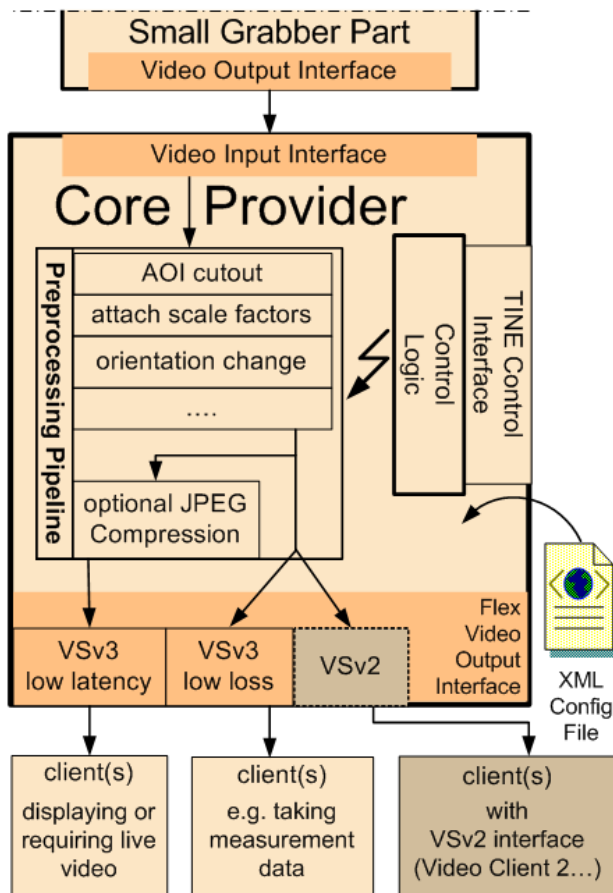 Small Grabber Part
Video Output Interface
Video Input Interface
Core Provider
Preprocessing Pipeline
AOI cutout
attach scale factors
orientation change
....
optional JPEG
Compression
Control
Logic
TINE Control
Interface
Flex
Video
Output
Interface
XML
Config
File
VSv3
low latency
VSv3
low loss
VSv2
client(s)
displaying or
requiring live
video
client(s)
e.g. taking
measurement
data
client(s)
with
VSv2 interface
(Video Client 2...)